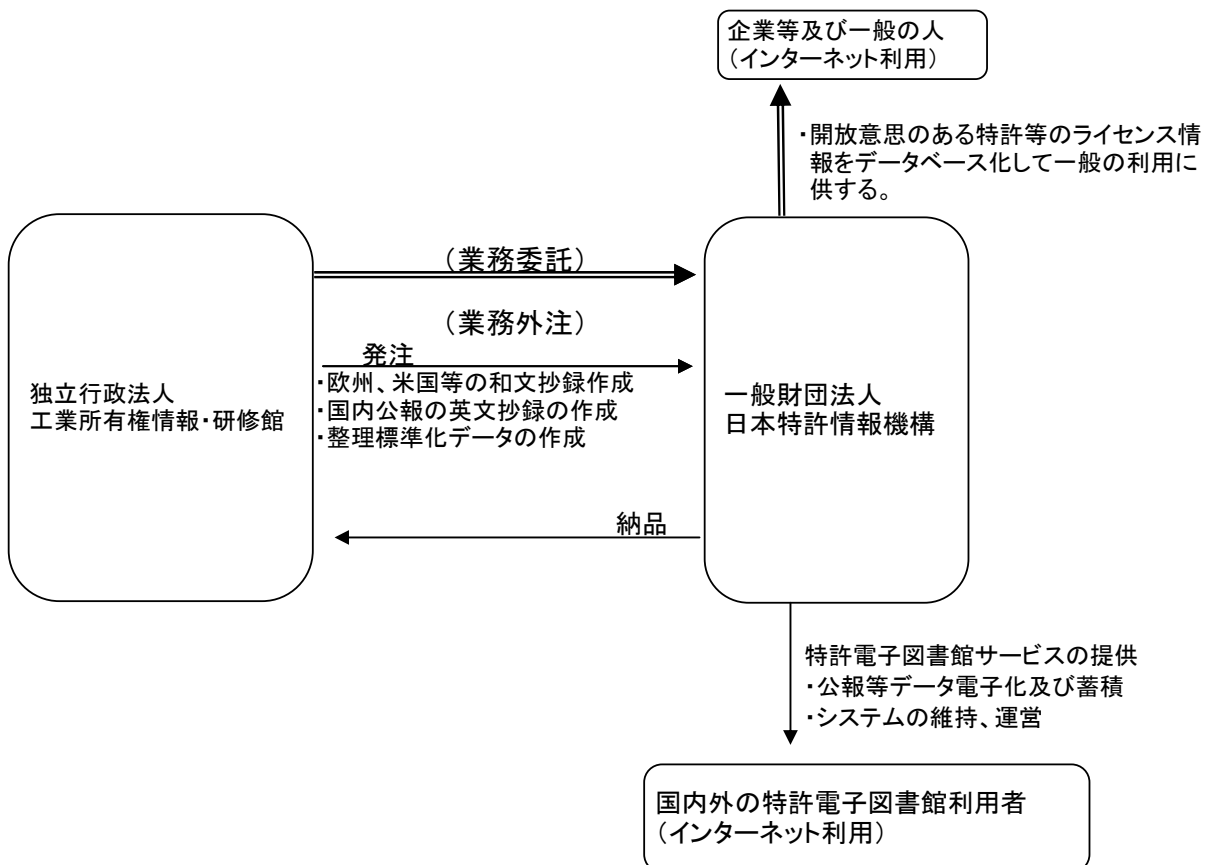 企業等及び一般の人
（インターネット利用）
・開放意思のある特許等のライセンス情
報をデータベース化して一般の利用に
供する。
（業務委託）
（業務外注）
発注
・欧州、米国等の和文抄録作成
・国内公報の英文抄録の作成
・整理標準化データの作成
独立行政法人
工業所有権情報・研修館
一般財団法人
日本特許情報機構
納品
特許電子図書館サービスの提供
・公報等データ電子化及び蓄積
・システムの維持、運営
国内外の特許電子図書館利用者
（インターネット利用）